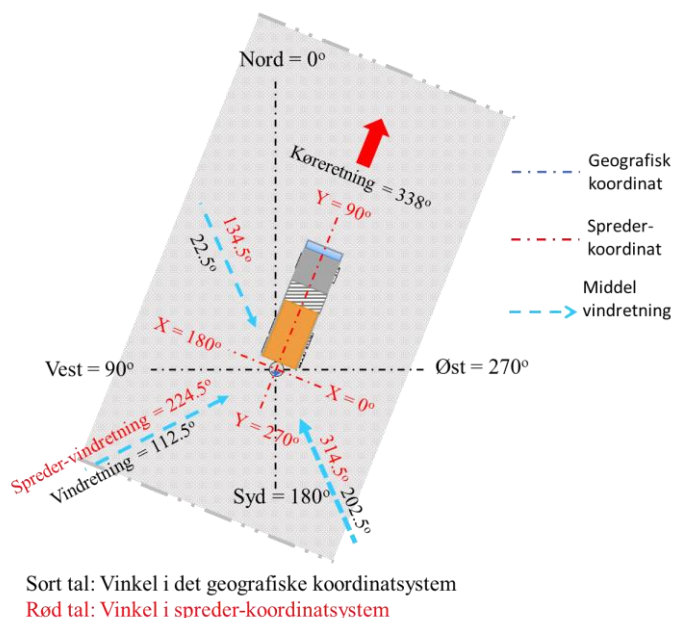 Nord = 0°
Køreretning = 338°
Y = 90°
134.5°
22.5°
X = 180°
Vest = 90°
Øst = 270°
X = 0°
Y = 270°
Spreder-vindretning = 224.5°
Vindretning = 112.5°
314.5°
202.5°
Syd = 180°
Geografisk
koordinat
Spreder-
koordinat
Middel
vindretning
Sort tal: Vinkel i det geografiske koordinatsystem
Rød tal: Vinkel i spreder-koordinatsystem